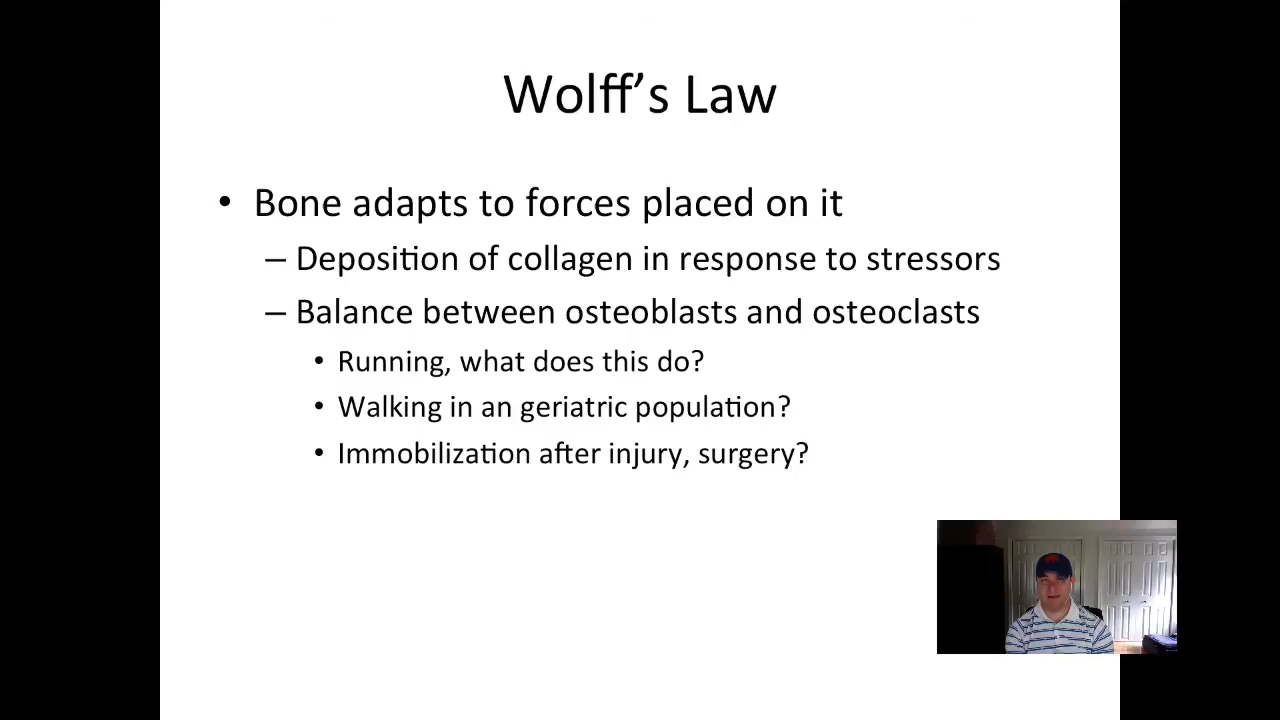 Wolff’s Law
• Bone adapts to forces placed on it
– Deposition of collagen in response to stressors
– Balance between osteoblasts and osteoclasts
• Running, what does this do?
• Walking in an geriatric population?
• Immobilization after injury, surgery?